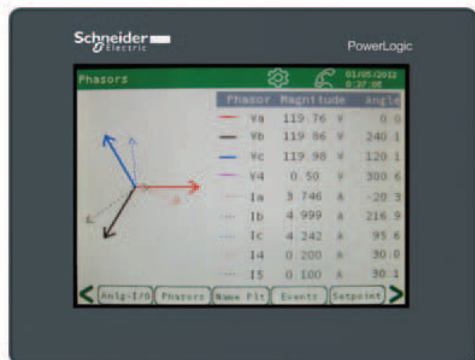 Schneider
Electric
PowerLogic
Phasors
01/05/2012
Phasor Magnitude Angle
Va 119.76 V 0.0
Vb 119.86 V 240.1
Vc 119.98 V 120.1
V4 0.50 V 300.6
Ia 3.746 A -20.3
Ib 4.999 A 216.9
Ic 4.242 A 95.6
I4 0.200 A 30.0
I5 0.100 A 30.1
Anlg-I/O Phasors Name Plt Events Setpoint